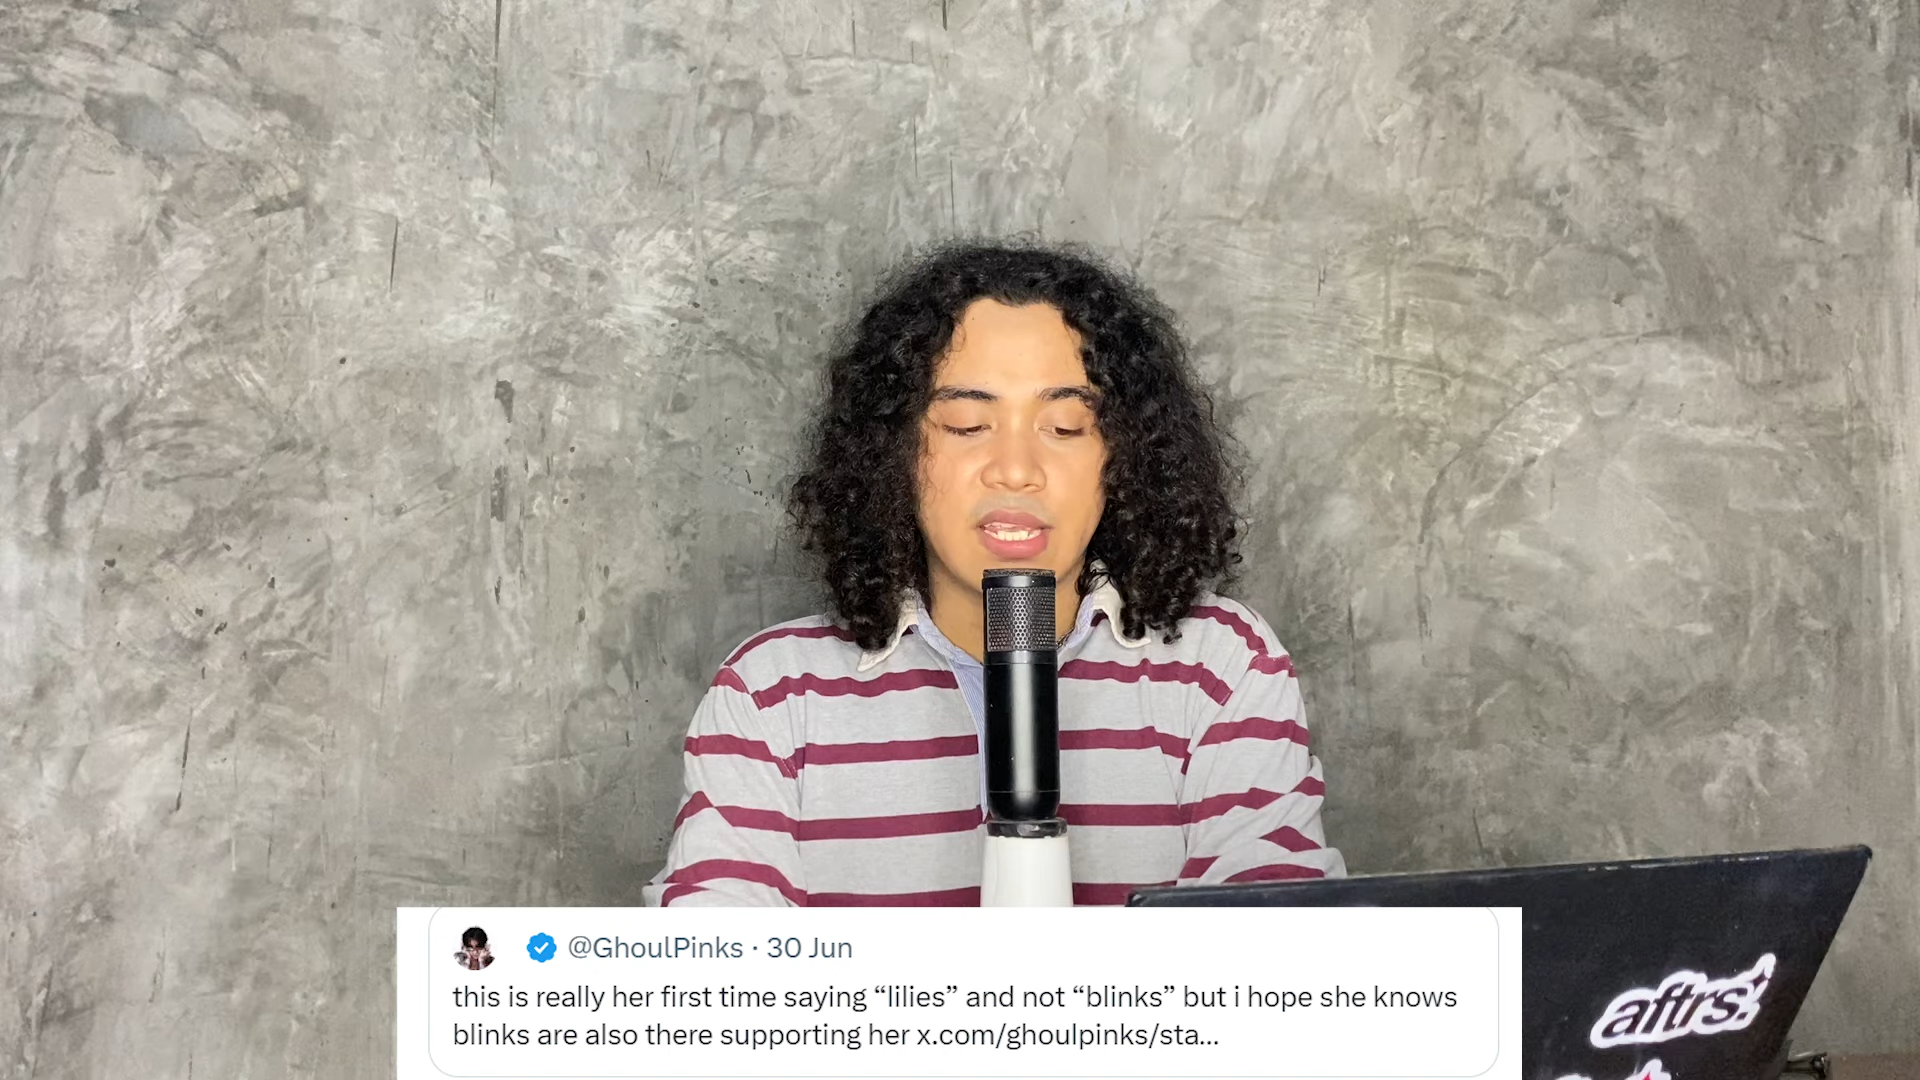 @GhoulPinks · 30 Jun
this is really her first time saying “lilies” and not “blinks” but i hope she knows
blinks are also there supporting her x.com/ghoulpinks/sta...
aftrs.